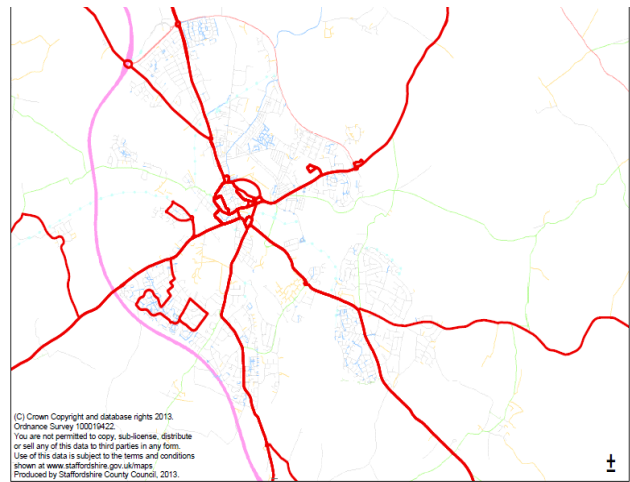 (C) Crown Copyright and database rights 2013.
Ordnance Survey 100019422.
You are not permitted to copy, sub-license, distribute
or sell any of this data to third parties in any form.
Use of this data is subject to the terms and conditions
shown at www.staffordshire.gov.uk/maps
Produced by Staffordshire County Council, 2013.